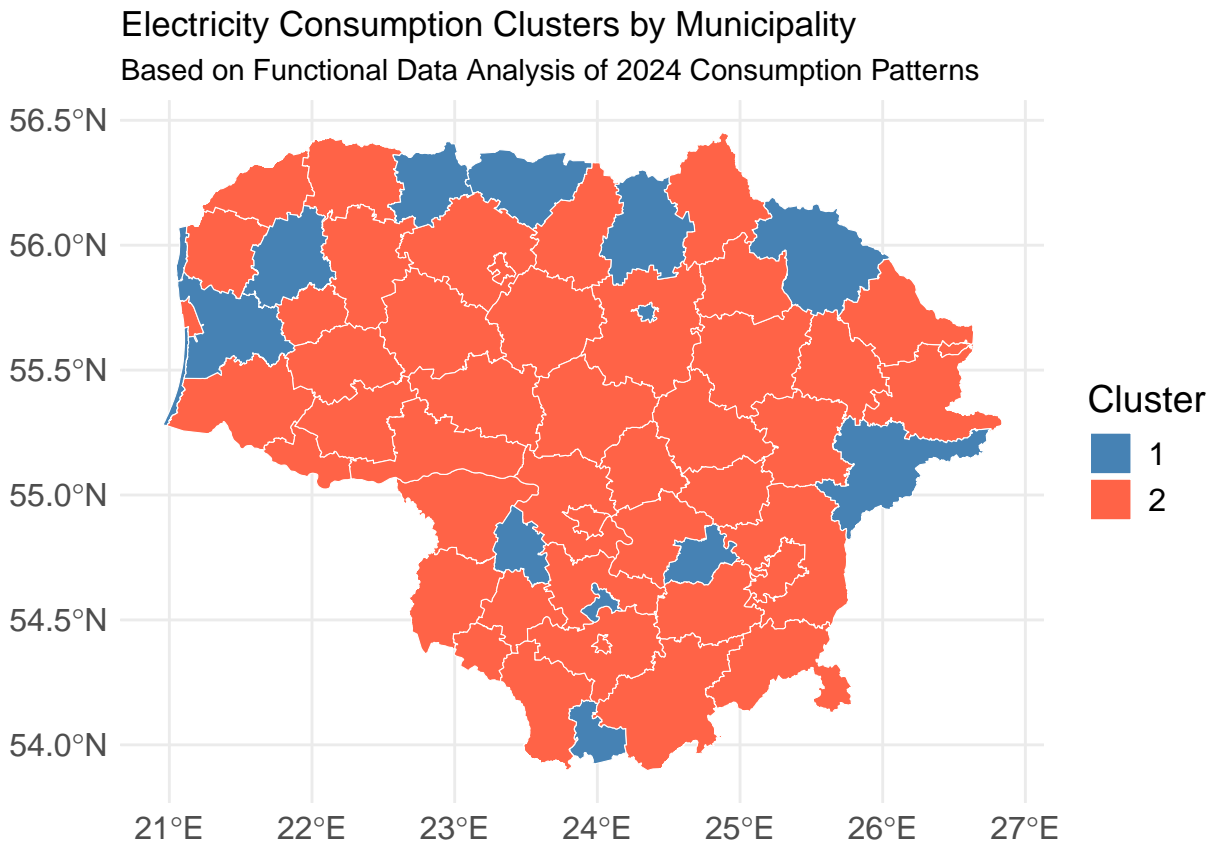 Electricity Consumption Clusters by Municipality
Based on Functional Data Analysis of 2024 Consumption Patterns
56.5°N
56.0°N
55.5°N
55.0°N
54.5°N
54.0°N
21°E 22°E 23°E 24°E 25°E 26°E 27°E
Cluster
1
2